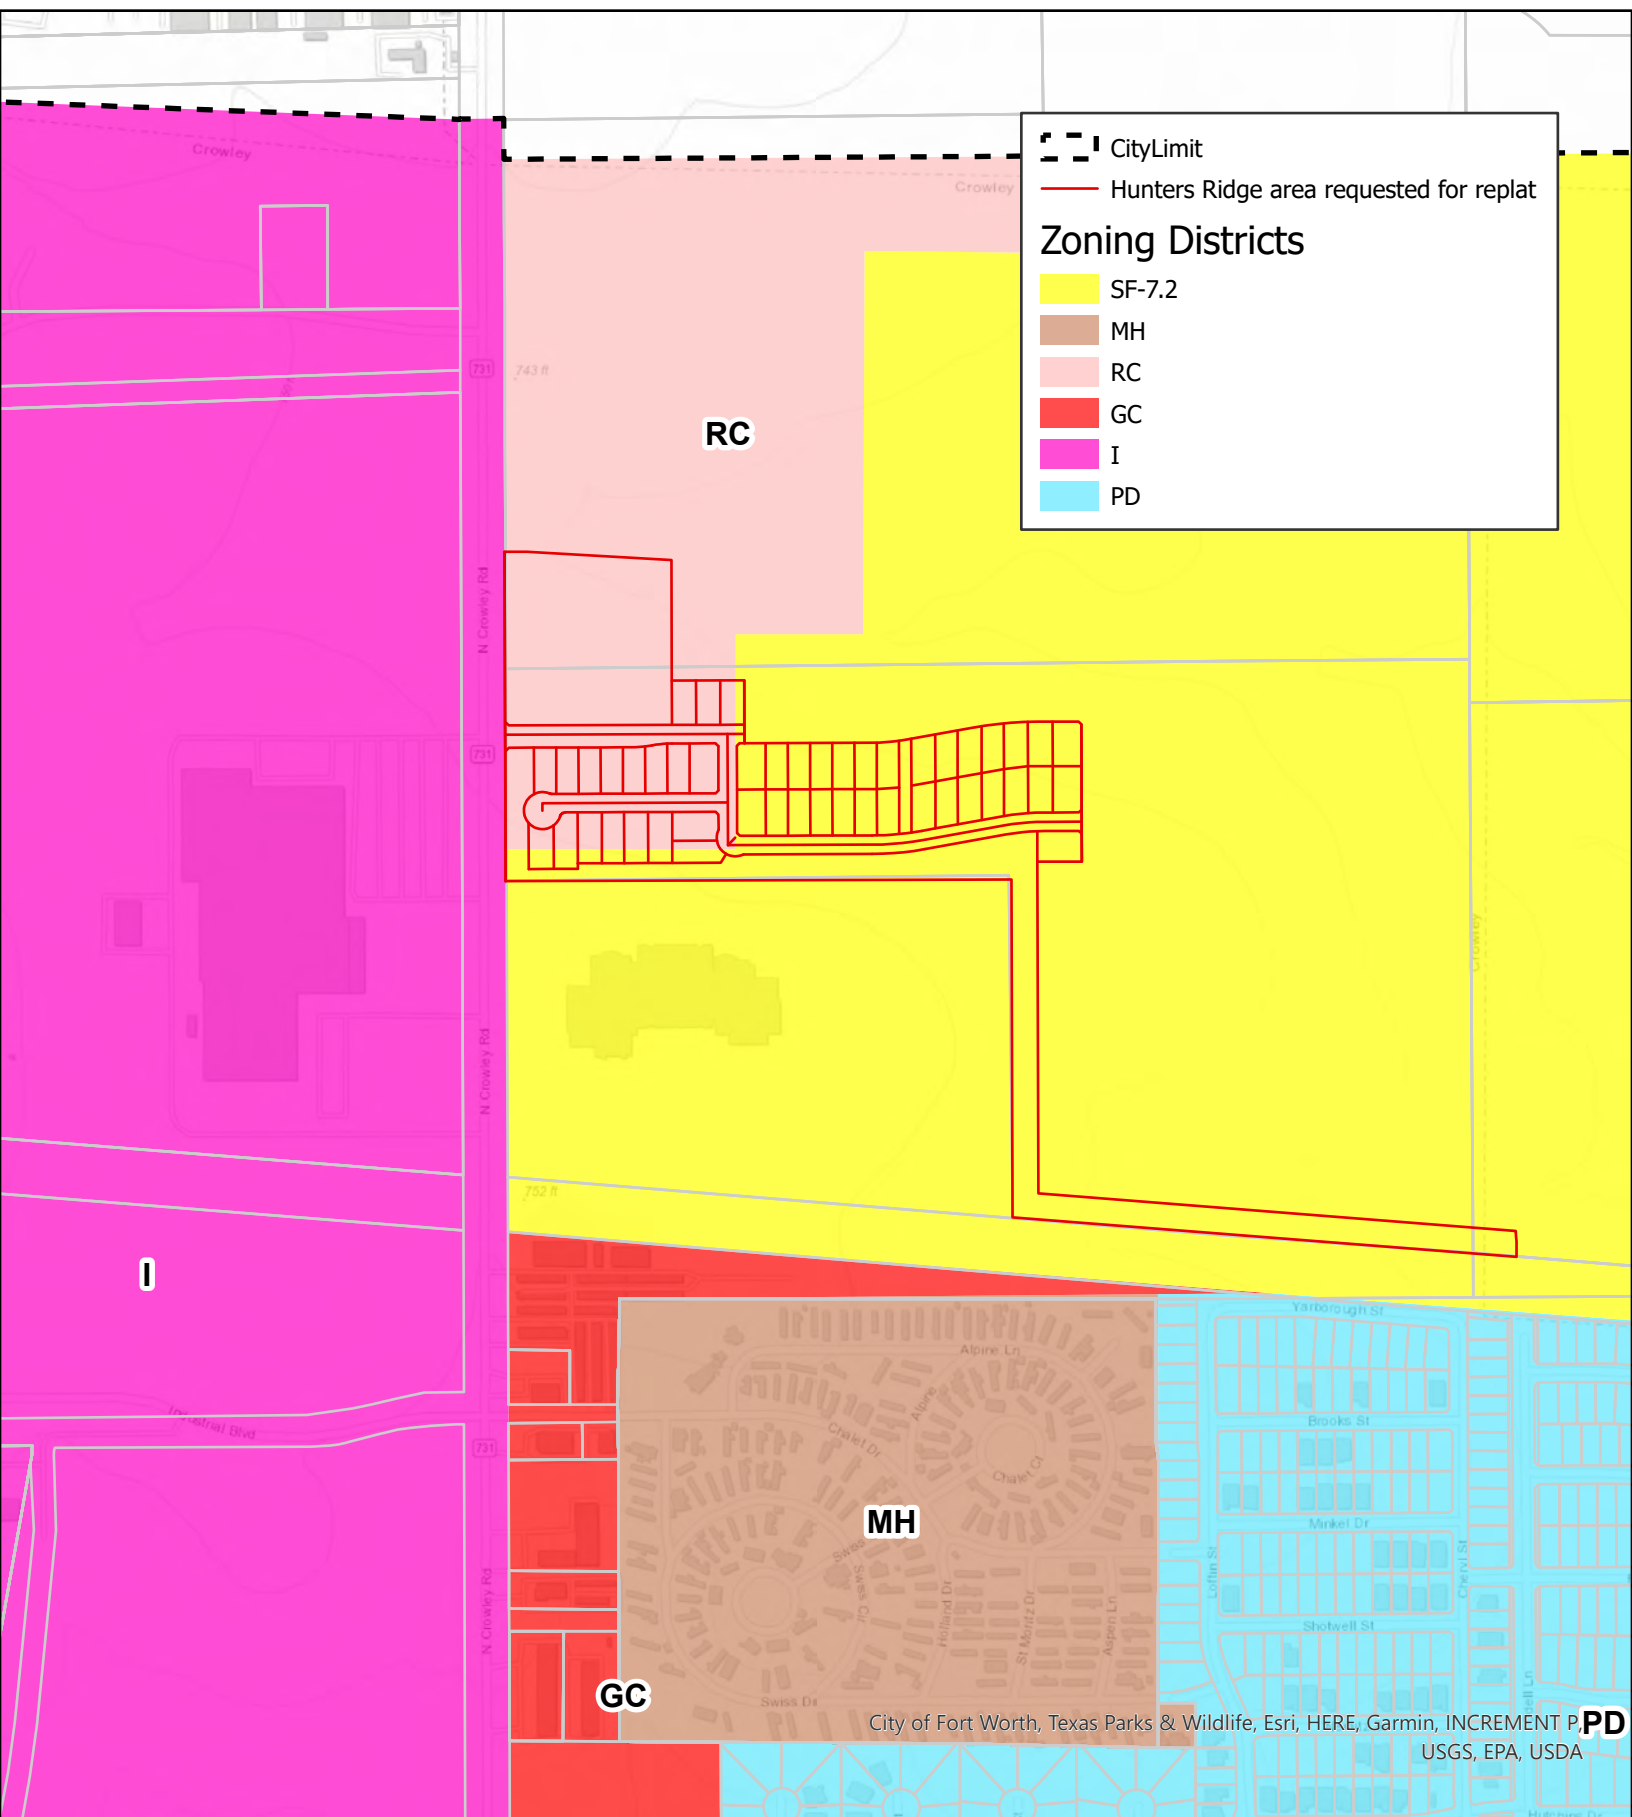 Crowley
Crowley
CityLimit
Hunters Ridge area requested for replat
Zoning Districts
SF-7.2
MH
RC
GC
I
PD
731
743 ft
RC
N Crowley Rd
731
Crowley
N Crowley Rd
752 ft
I
Yarborough St
Alpine Ln
Alpine
Industrial Blvd
Brooks St
731
Chalet Dr
Chalet Ct
MH
Minkel Dr
Swiss
Swiss Cir
Loftin St
Cheryl St
N Crowley Rd
Holland Dr
St Moritz Dr
Aspen Ln
Shotwell St
GC
Swiss Dr
City of Fort Worth, Texas Parks & Wildlife, Esri, HERE, Garmin, INCREMENT P,
PD
USGS, EPA, USDA